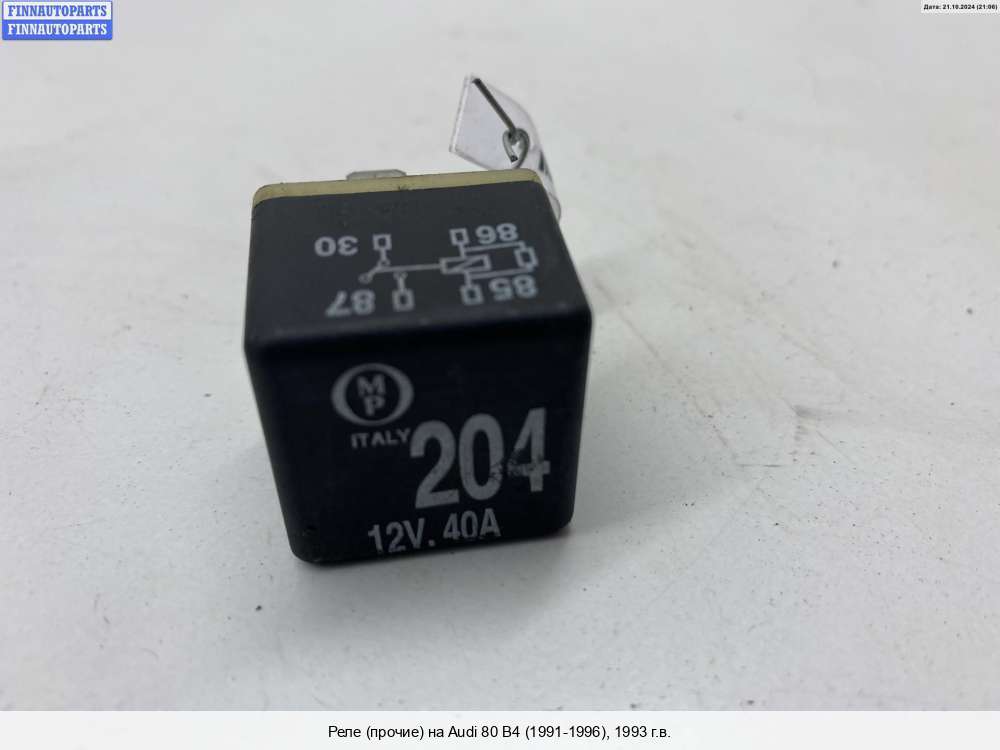 FINNAUTOPARTS
FINNAUTOPARTS
Дата: 21.10.2024 (21:06)
30
86
87
85
MP
ITALY
204
12V. 40A
Реле (прочие) на Audi 80 B4 (1991-1996), 1993 г.в.